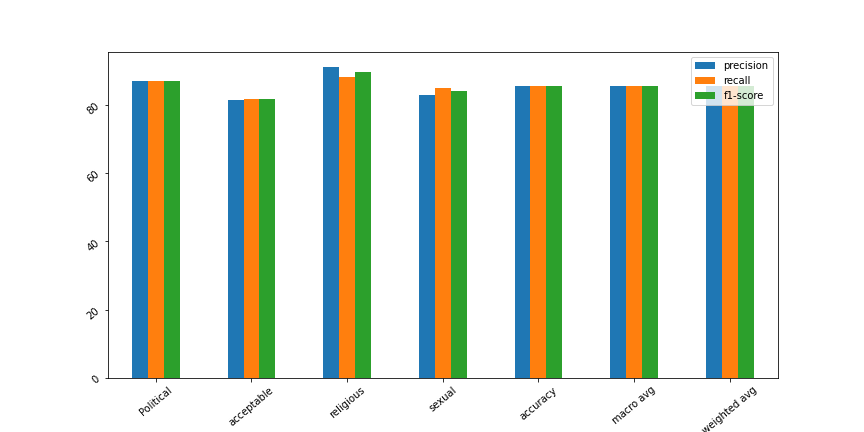 precision
recall
f1-score
80
60
40
20
0
Political
acceptable
religious
sexual
accuracy
macro avg
weighted avg